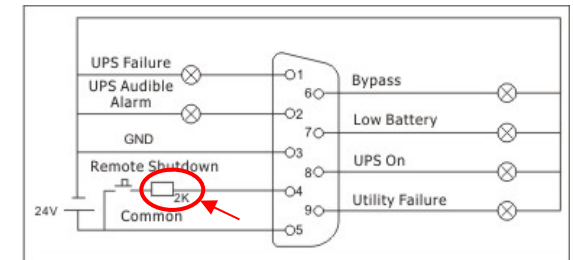 UPS Failure
UPS Audible
Alarm
GND
Remote Shutdown
2K
24V
Common
1
2
3
4
5
6
7
8
9
Bypass
Low Battery
UPS On
Utility Failure